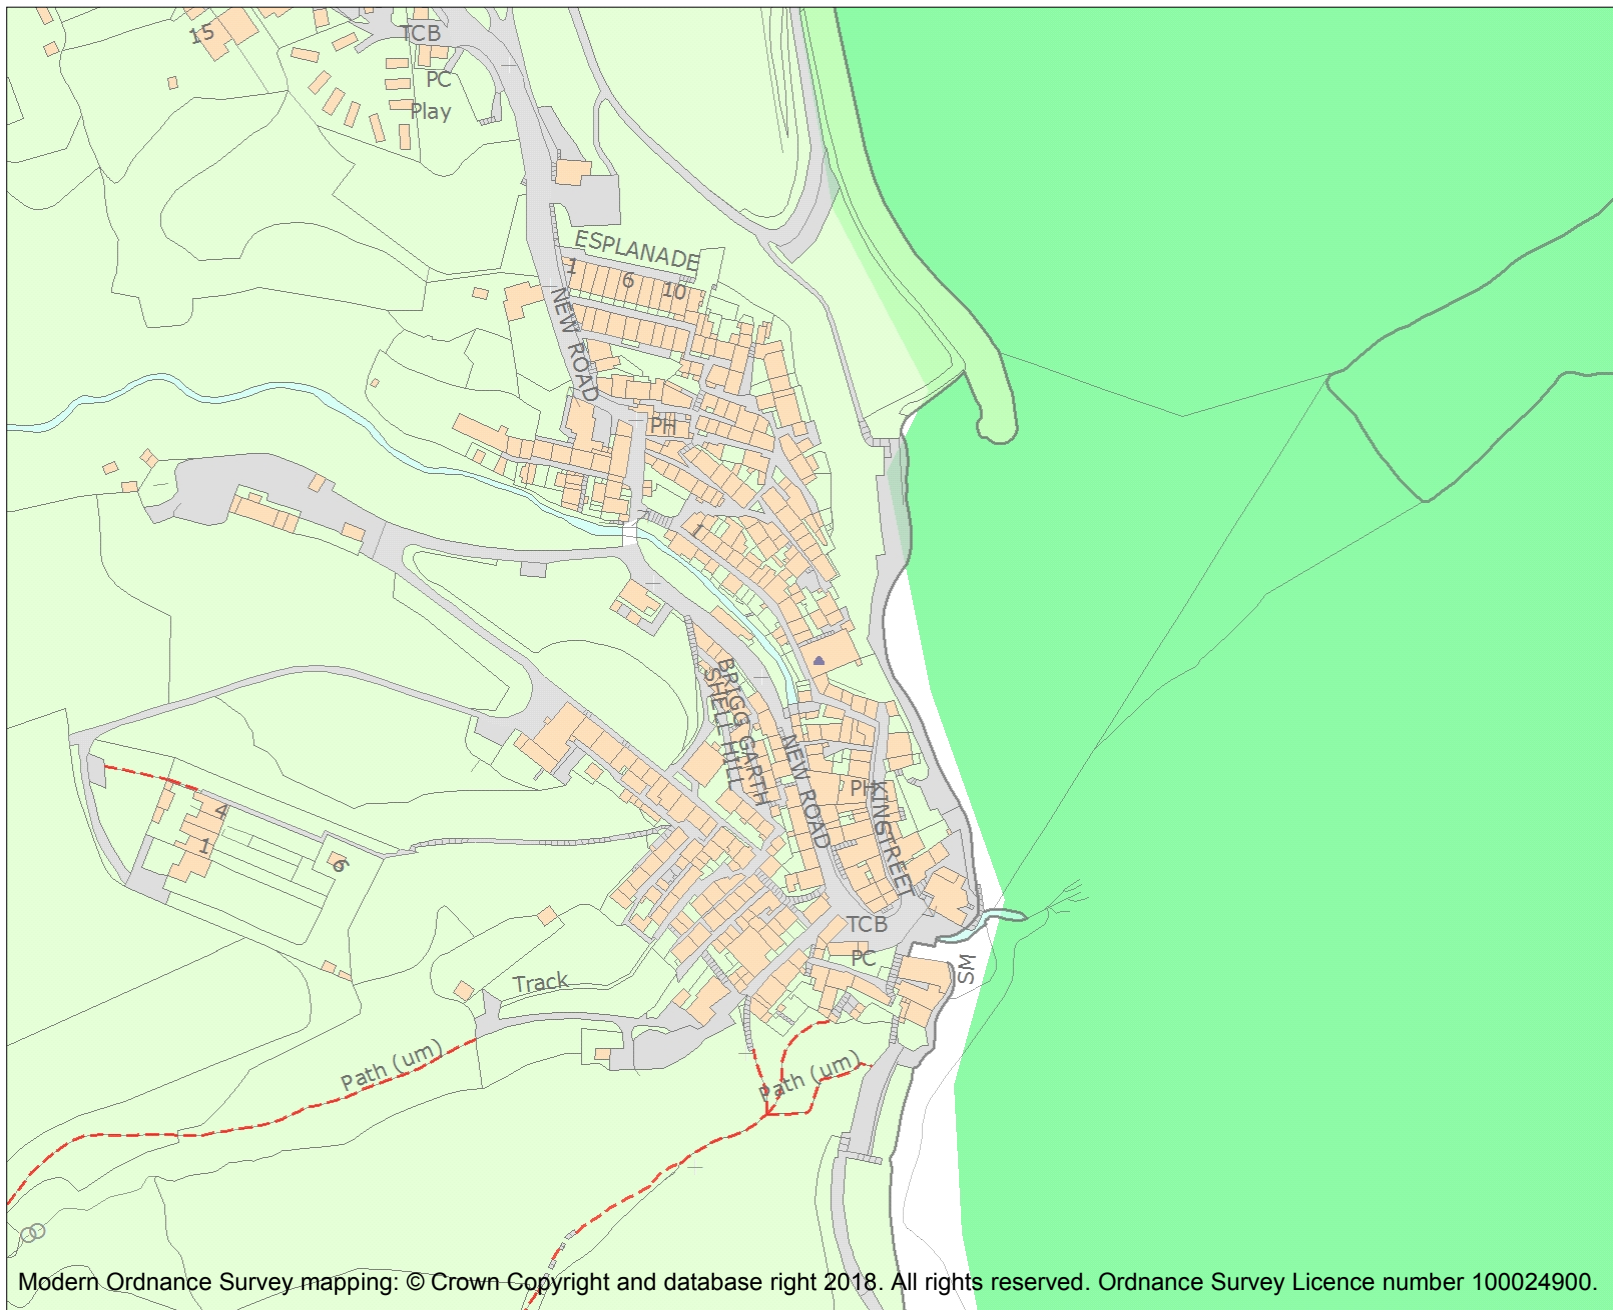 15
TCB
PC
Play
ESPLANADE
1
6
10
NEW ROAD
PH
1
BRIGG GARTH
SHELL HILL
NEW ROAD
PH
KINGSTREET
4
1
6
TCB
PC
SM
Track
Path (um)
Path (um)
Modern Ordnance Survey mapping: © Crown Copyright and database right 2018. All rights reserved. Ordnance Survey Licence number 100024900.